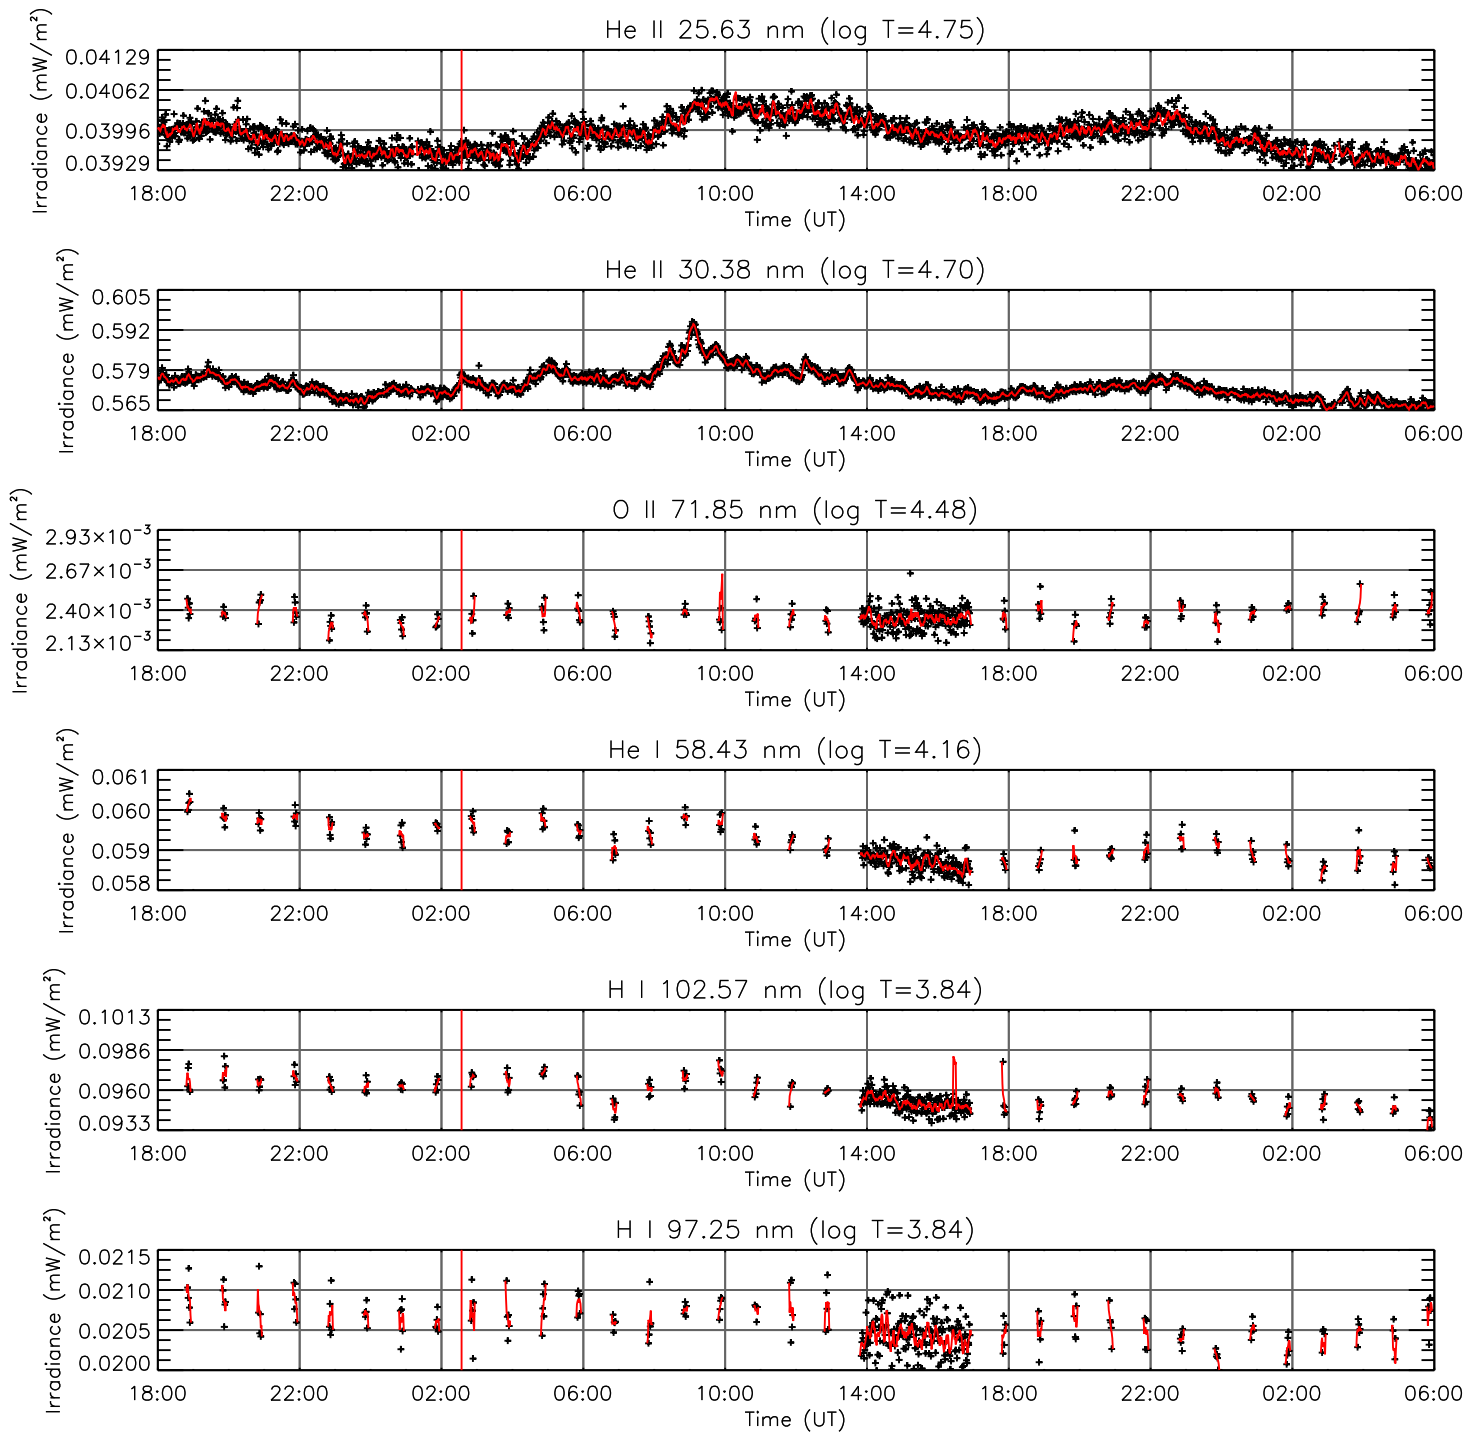 He II 25.63 nm (log T=4.75)
Irradiance (mW/m²)
0.04129
0.04062
0.03996
0.03929
18:00 22:00 02:00 06:00 10:00 14:00 18:00 22:00 02:00 06:00
Time (UT)
He II 30.38 nm (log T=4.70)
Irradiance (mW/m²)
0.605
0.592
0.579
0.565
18:00 22:00 02:00 06:00 10:00 14:00 18:00 22:00 02:00 06:00
Time (UT)
O II 71.85 nm (log T=4.48)
Irradiance (mW/m²)
2.93×10⁻³
2.67×10⁻³
2.40×10⁻³
2.13×10⁻³
18:00 22:00 02:00 06:00 10:00 14:00 18:00 22:00 02:00 06:00
Time (UT)
He I 58.43 nm (log T=4.16)
Irradiance (mW/m²)
0.061
0.060
0.059
0.058
18:00 22:00 02:00 06:00 10:00 14:00 18:00 22:00 02:00 06:00
Time (UT)
H I 102.57 nm (log T=3.84)
Irradiance (mW/m²)
0.1013
0.0986
0.0960
0.0933
18:00 22:00 02:00 06:00 10:00 14:00 18:00 22:00 02:00 06:00
Time (UT)
H I 97.25 nm (log T=3.84)
Irradiance (mW/m²)
0.0215
0.0210
0.0205
0.0200
18:00 22:00 02:00 06:00 10:00 14:00 18:00 22:00 02:00 06:00
Time (UT)